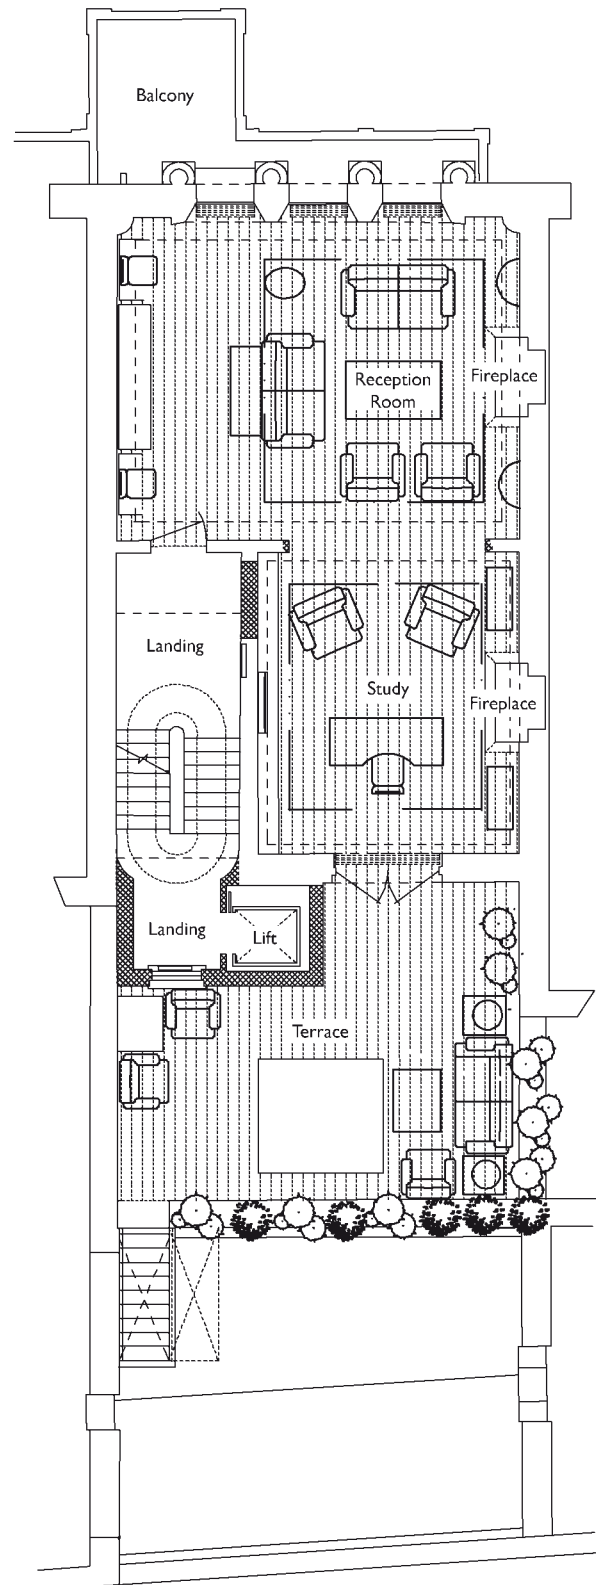 Balcony
Reception
Room
Fireplace
Landing
Study
Fireplace
Landing
Lift
Terrace